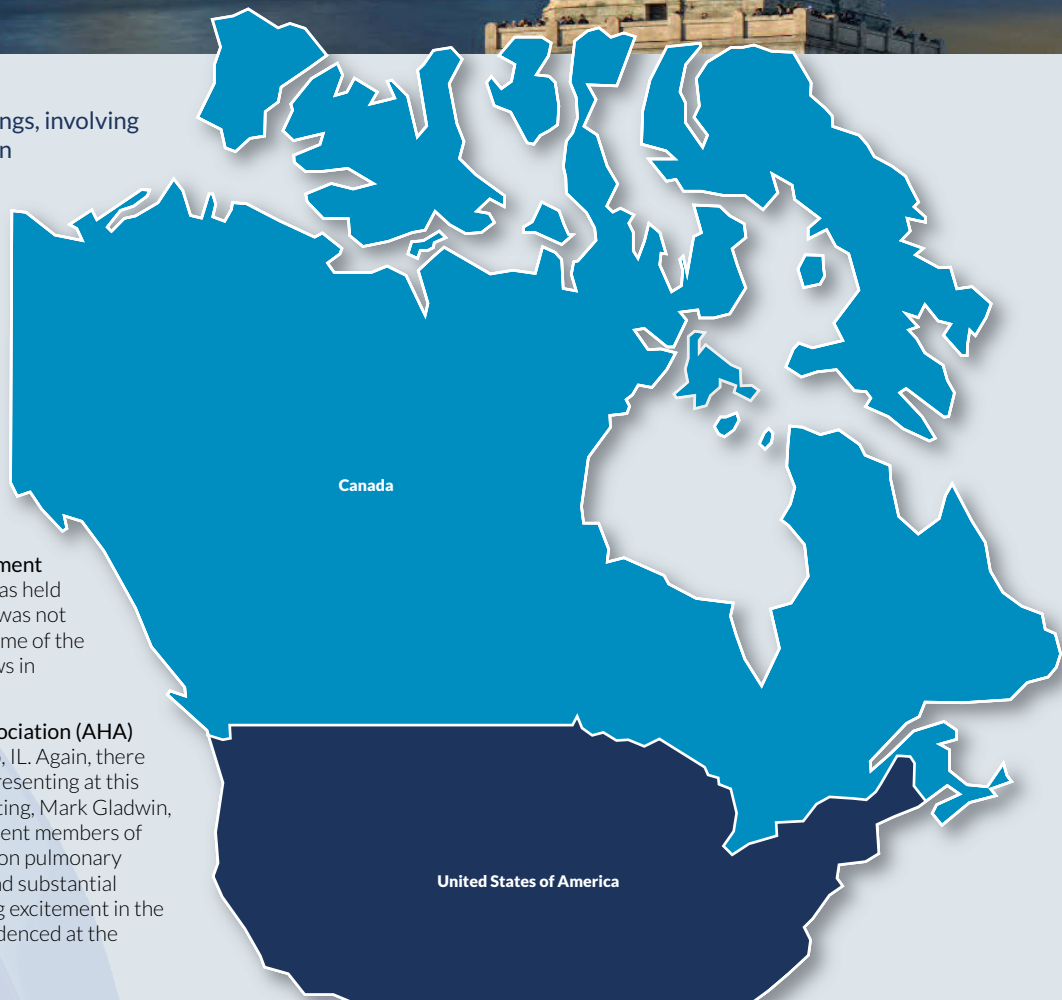 ngs, involving
n
Canada
ment
as held
was not
me of the
ws in
sociation (AHA)
, IL. Again, there
resenting at this
ting, Mark Gladwin,
ent members of
on pulmonary
nd substantial
g excitement in the
denced at the
United States of America